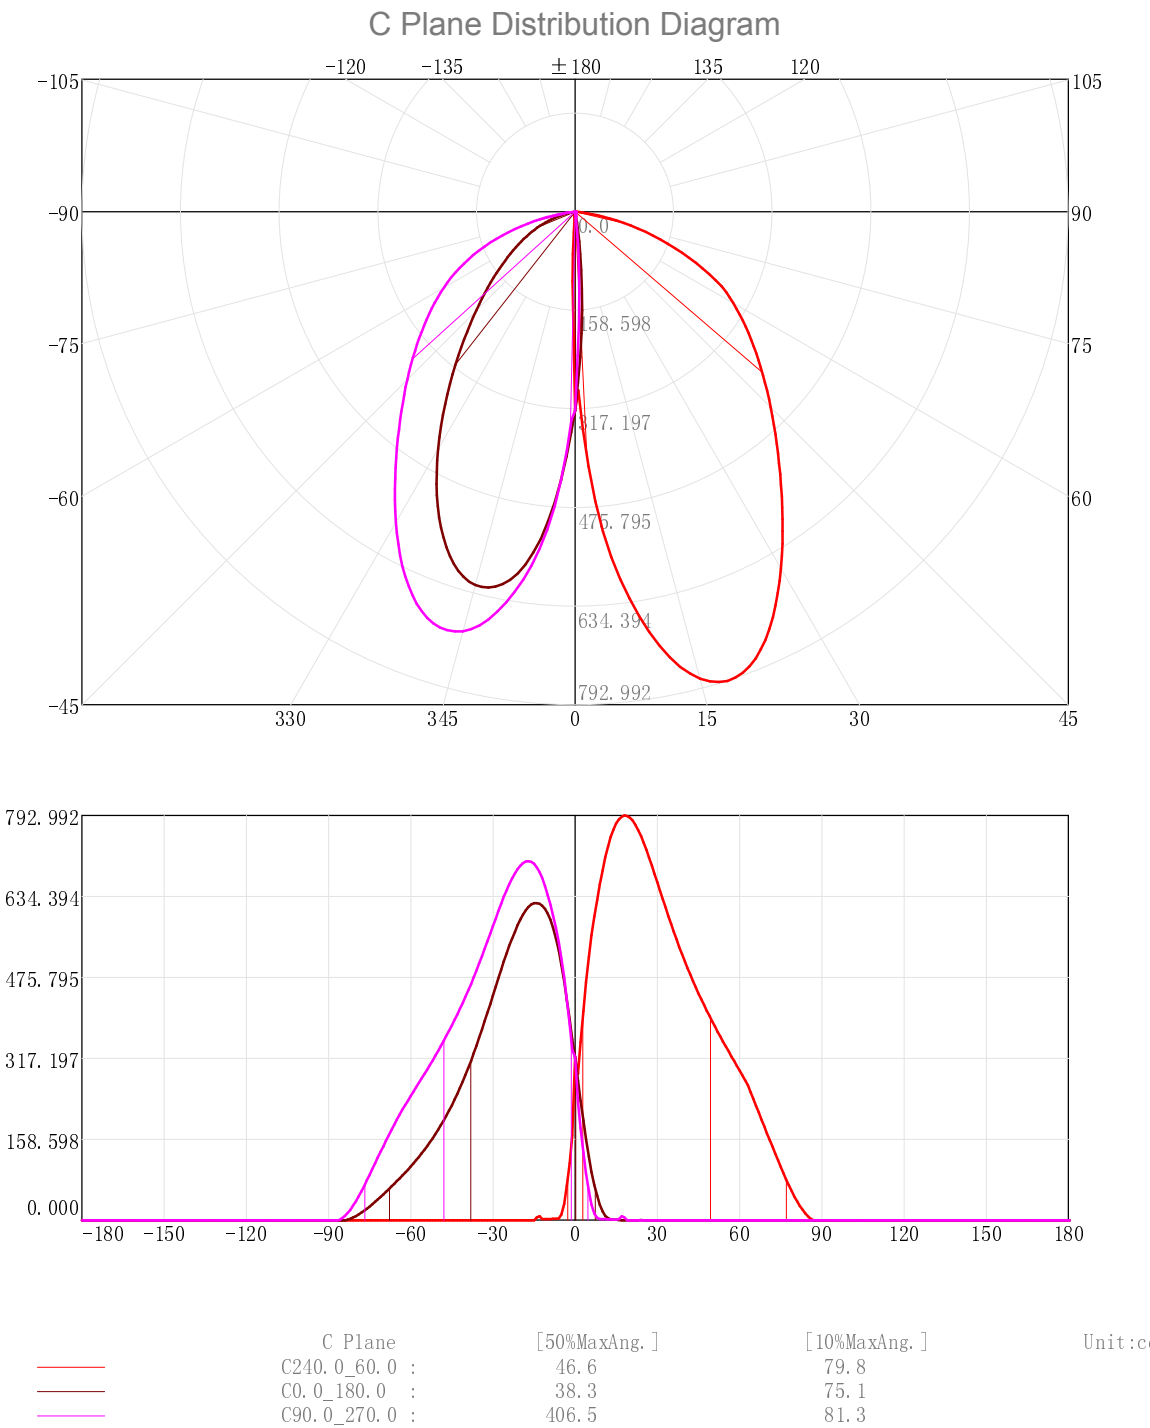 C Plane Distribution Diagram
-120 -135 ±180 135 120
-105 105
-90 90
0.0
158.598
-75 75
317.197
-60 60
475.795
634.394
792.992
-45
330 345 0 15 30 45
792.992
634.394
475.795
317.197
158.598
0.000
-180 -150 -120 -90 -60 -30 0 30 60 90 120 150 180
C Plane [50%MaxAng.] [10%MaxAng.]
C240.0_60.0 : 46.6 79.8
C0.0_180.0 : 38.3 75.1
C90.0_270.0 : 406.5 81.3